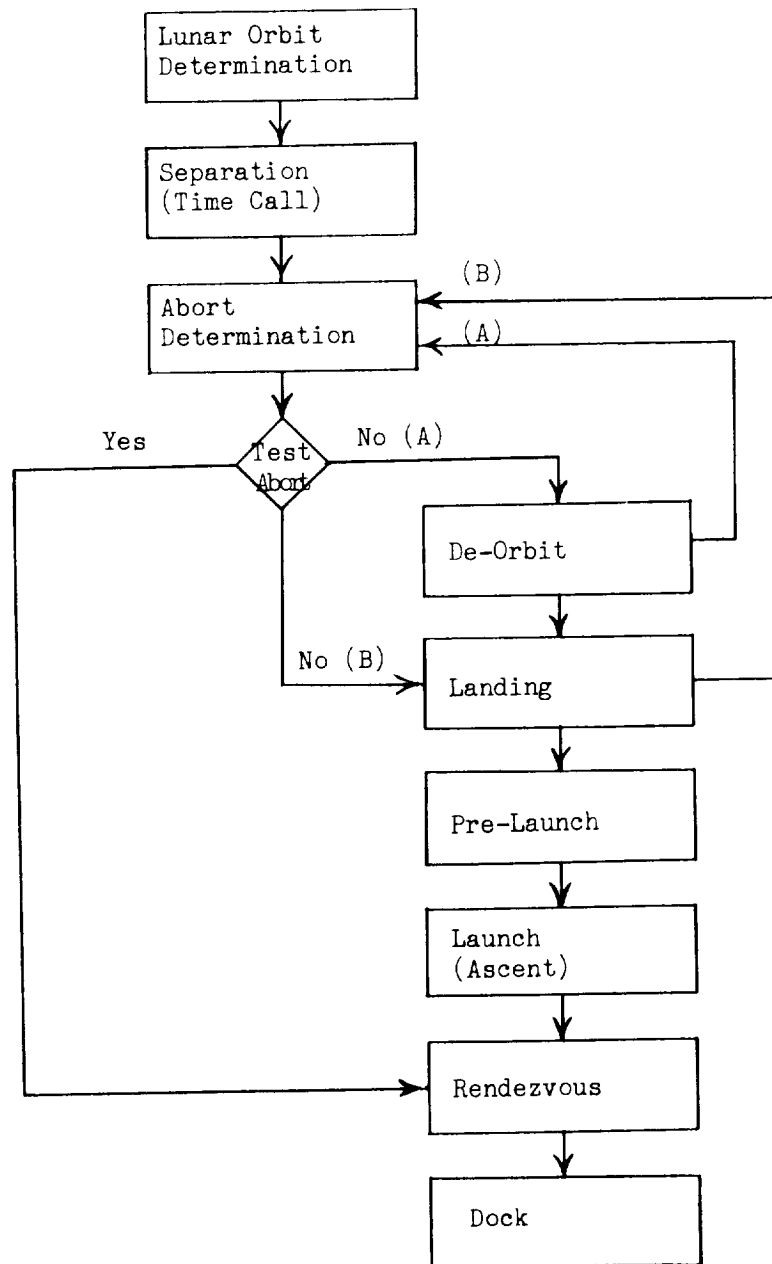 Lunar Orbit
Determination
Separation
(Time Call)
(B)
Abort
Determination
(A)
Yes
No (A)
Test
Abort
De-Orbit
No (B)
Landing
Pre-Launch
Launch
(Ascent)
Rendezvous
Dock